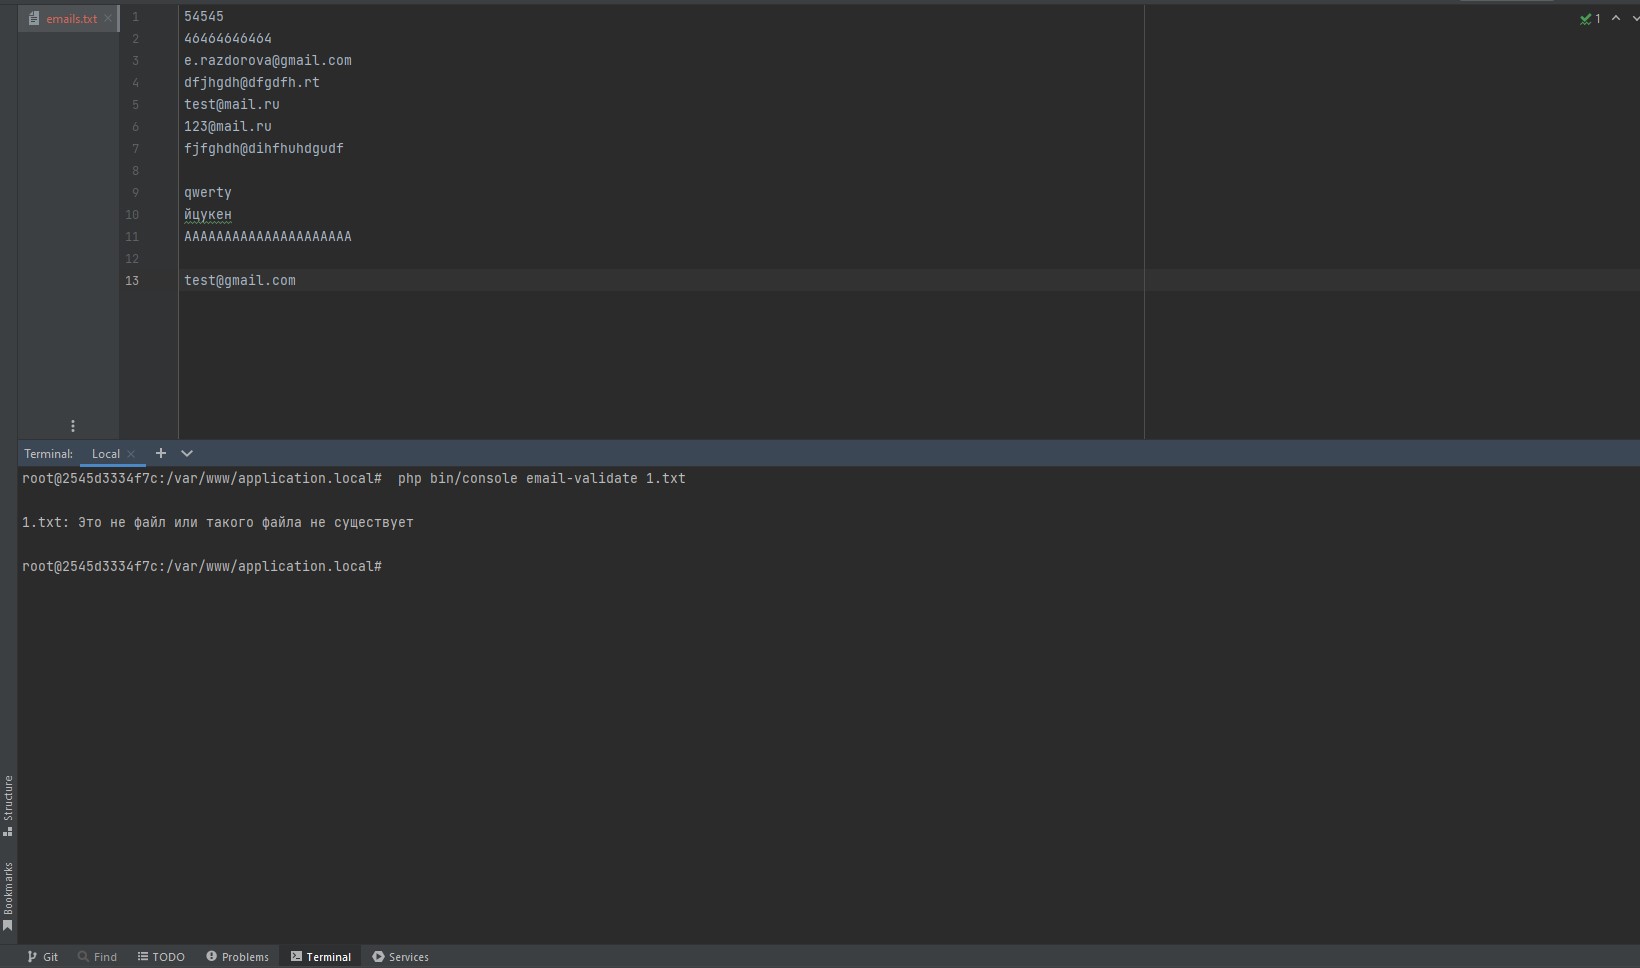 emails.txt
1 54545
1
2 46464646464
3 e.razdorova@gmail.com
4 dfjhgdh@dfgdfh.rt
5 test@mail.ru
6 123@mail.ru
7 fjfghdh@dihfhuhdgudf
8
9 qwerty
10 йцукен
11 AAAAAAAAAAAAAAAAAAAAA
12
13 test@gmail.com
Terminal: Local
root@2545d3334f7c:/var/www/application.local#  php bin/console email-validate 1.txt
1.txt: Это не файл или такого файла не существует
root@2545d3334f7c:/var/www/application.local#
Structure
Bookmarks
Git Find TODO Problems Terminal Services